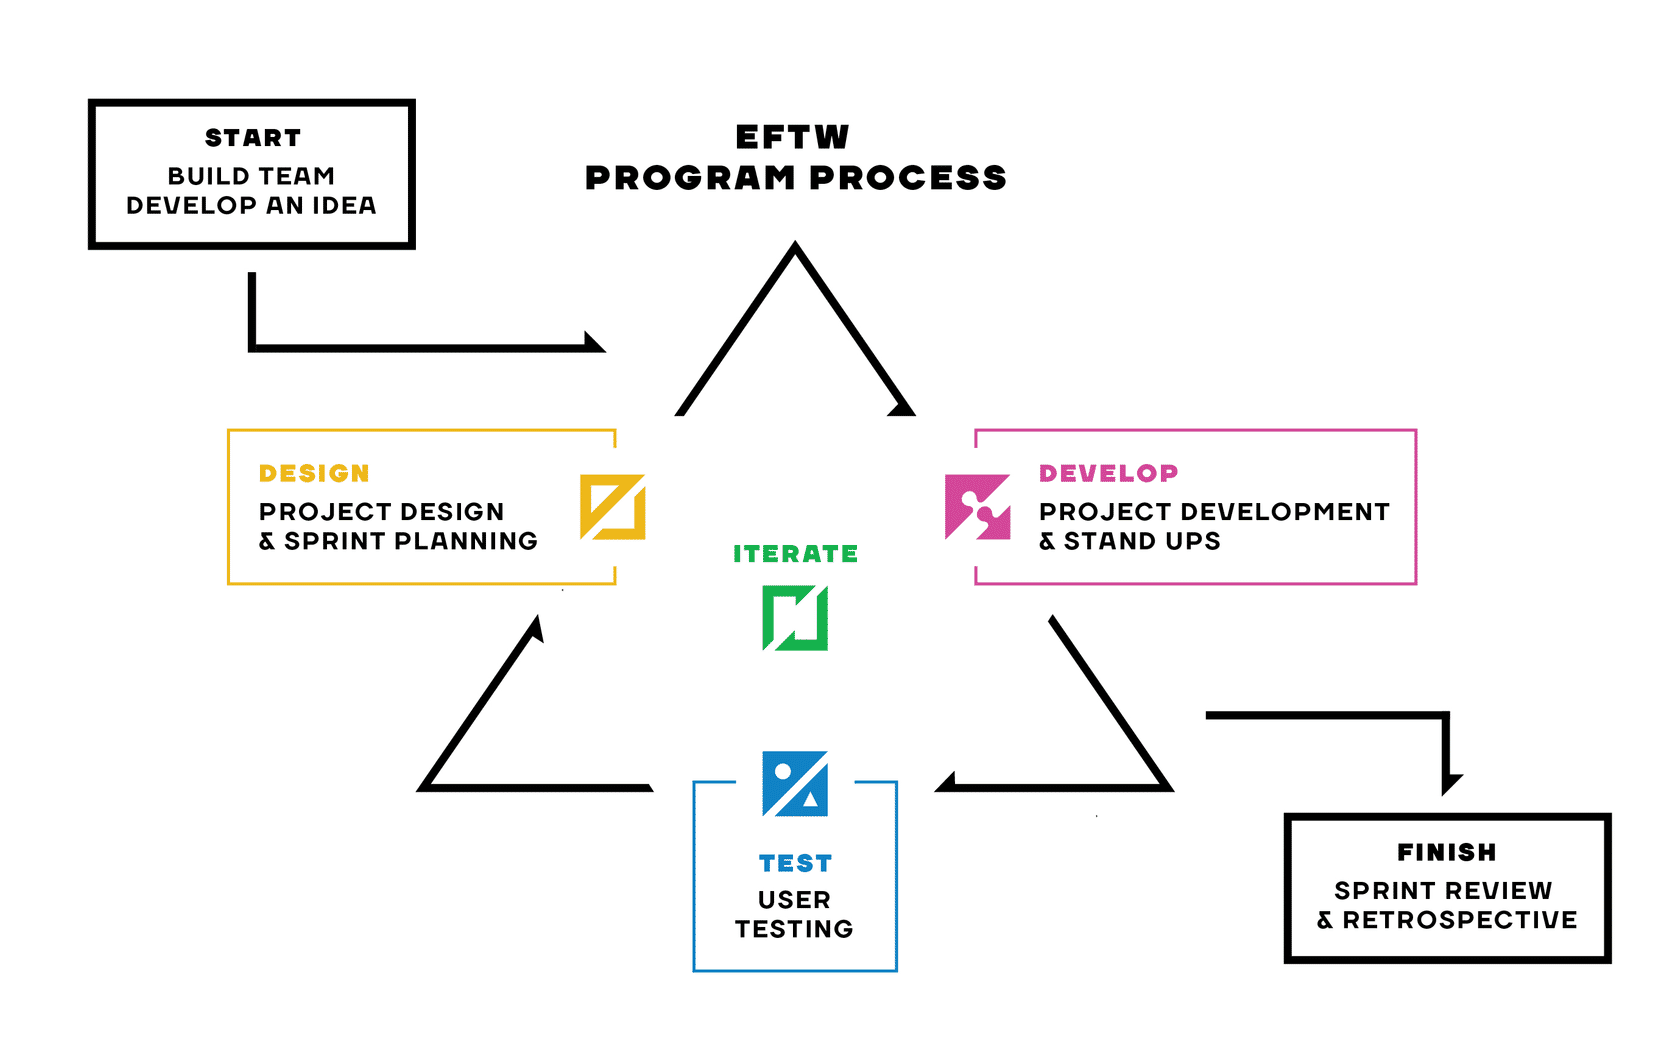 START
BUILD TEAM
DEVELOP AN IDEA
EFTW
PROGRAM PROCESS
DESIGN
PROJECT DESIGN
& SPRINT PLANNING
DEVELOP
PROJECT DEVELOPMENT
& STAND UPS
ITERATE
TEST
USER
TESTING
FINISH
SPRINT REVIEW
& RETROSPECTIVE